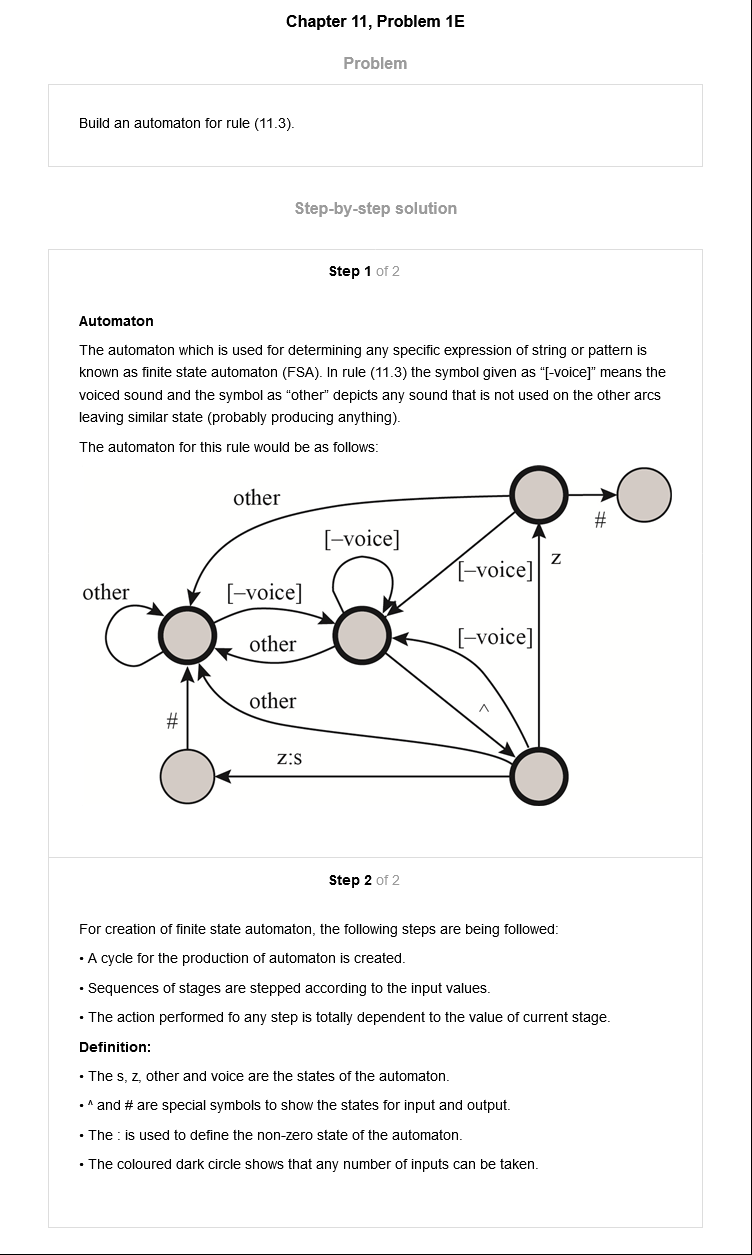 Chapter 11, Problem 1E
Problem
Build an automaton for rule (11.3).
Step-by-step solution
Step 1 of 2
Automaton
The automaton which is used for determining any specific expression of string or pattern is
known as finite state automaton (FSA). In rule (11.3) the symbol given as “[-voice]” means the
voiced sound and the symbol as “other” depicts any sound that is not used on the other arcs
leaving similar state (probably producing anything).
The automaton for this rule would be as follows:
other
#
[–voice]
[–voice]
z
other
[–voice]
other
[–voice]
other
^
#
z:s
Step 2 of 2
For creation of finite state automaton, the following steps are being followed:
• A cycle for the production of automaton is created.
• Sequences of stages are stepped according to the input values.
• The action performed fo any step is totally dependent to the value of current stage.
Definition:
• The s, z, other and voice are the states of the automaton.
• ^ and # are special symbols to show the states for input and output.
• The : is used to define the non-zero state of the automaton.
• The coloured dark circle shows that any number of inputs can be taken.